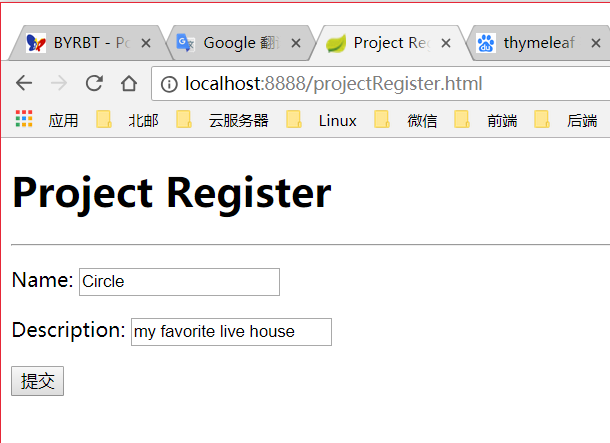 BYRBT - Po
Google 翻
Project Reg
thymeleaf
localhost:8888/projectRegister.html
应用 北邮 云服务器 Linux 微信 前端 后端
Project Register
Name: Circle
Description: my favorite live house
提交